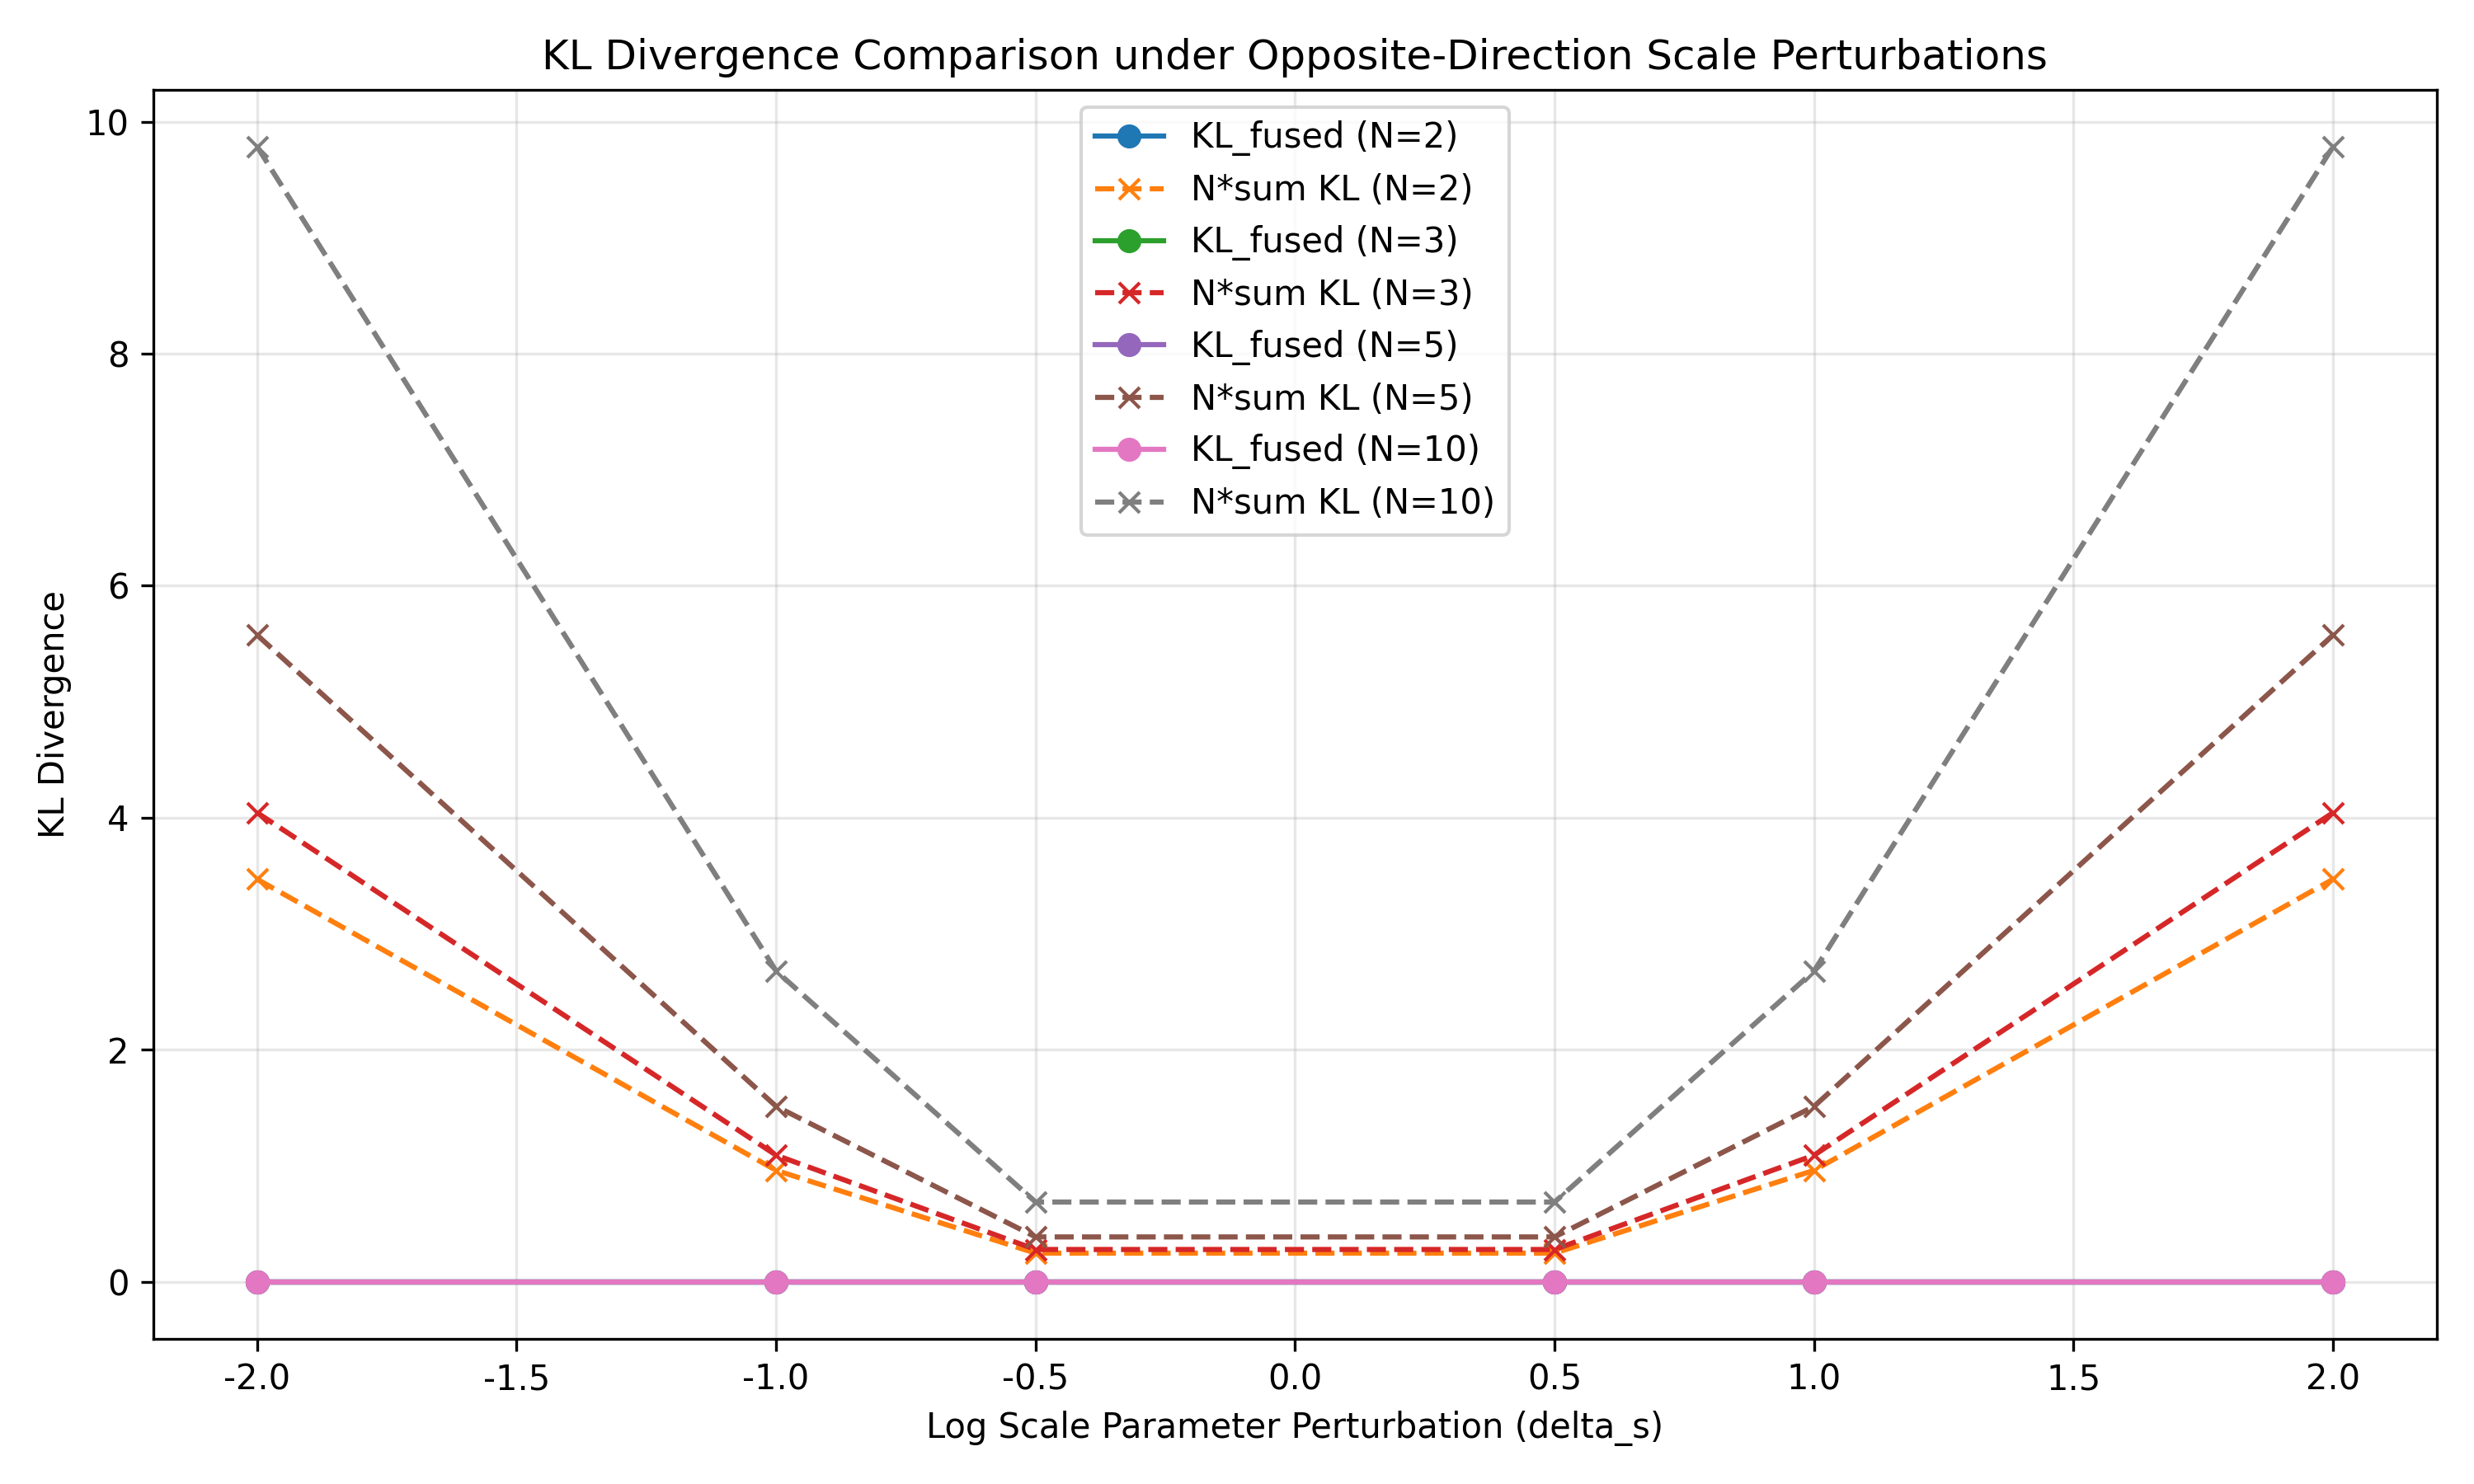 KL Divergence Comparison under Opposite-Direction Scale Perturbations
KL_fused (N=2)
N*sum KL (N=2)
KL_fused (N=3)
N*sum KL (N=3)
KL_fused (N=5)
N*sum KL (N=5)
KL_fused (N=10)
N*sum KL (N=10)
KL Divergence
10
8
6
4
2
0
-2.0 -1.5 -1.0 -0.5 0.0 0.5 1.0 1.5 2.0
Log Scale Parameter Perturbation (delta_s)